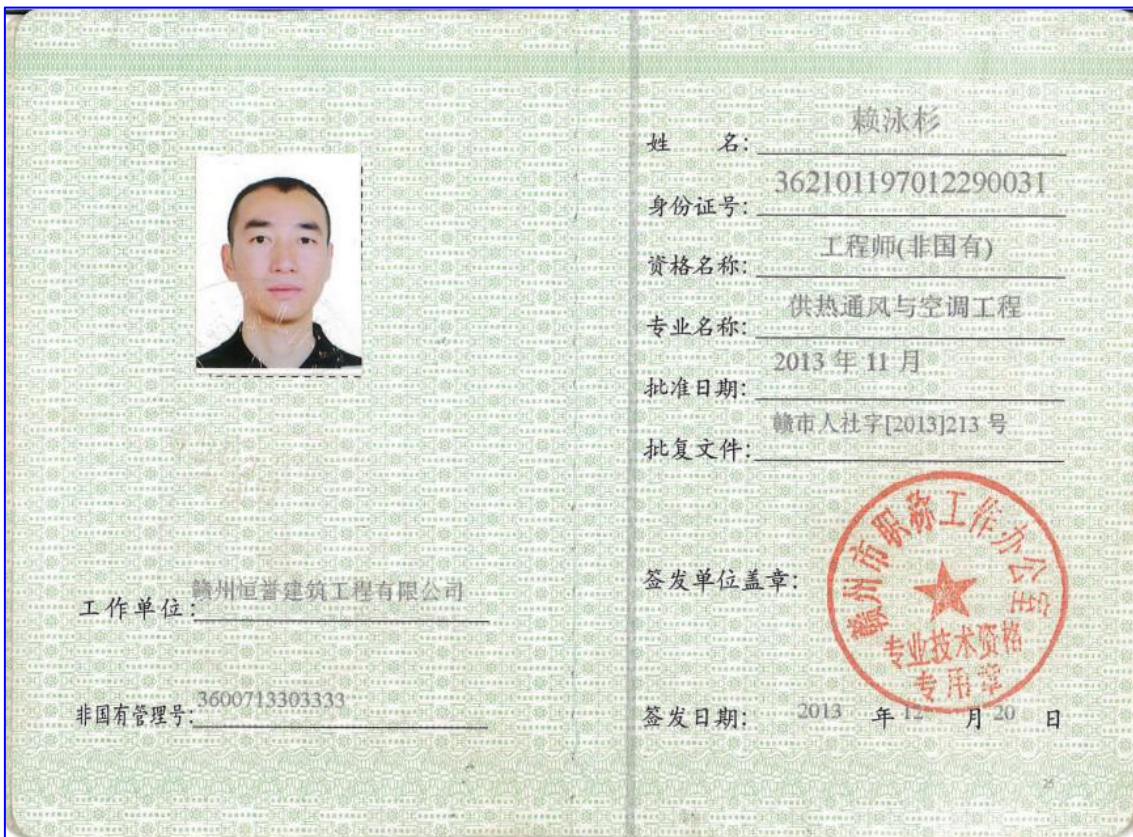 工作单位:赣州恒誉建筑工程有限公司
非国有管理号:3600713303333
姓 名:赖泳杉
身份证号:362101197012290031
资格名称:工程师(非国有)
专业名称:供热通风与空调工程
批准日期:2013 年 11 月
批复文件:赣市人社字[2013]213 号
签发单位盖章:
赣州市职称工作办公室
专业技术资格
专用章
签发日期: 2013 年 12 月 20 日